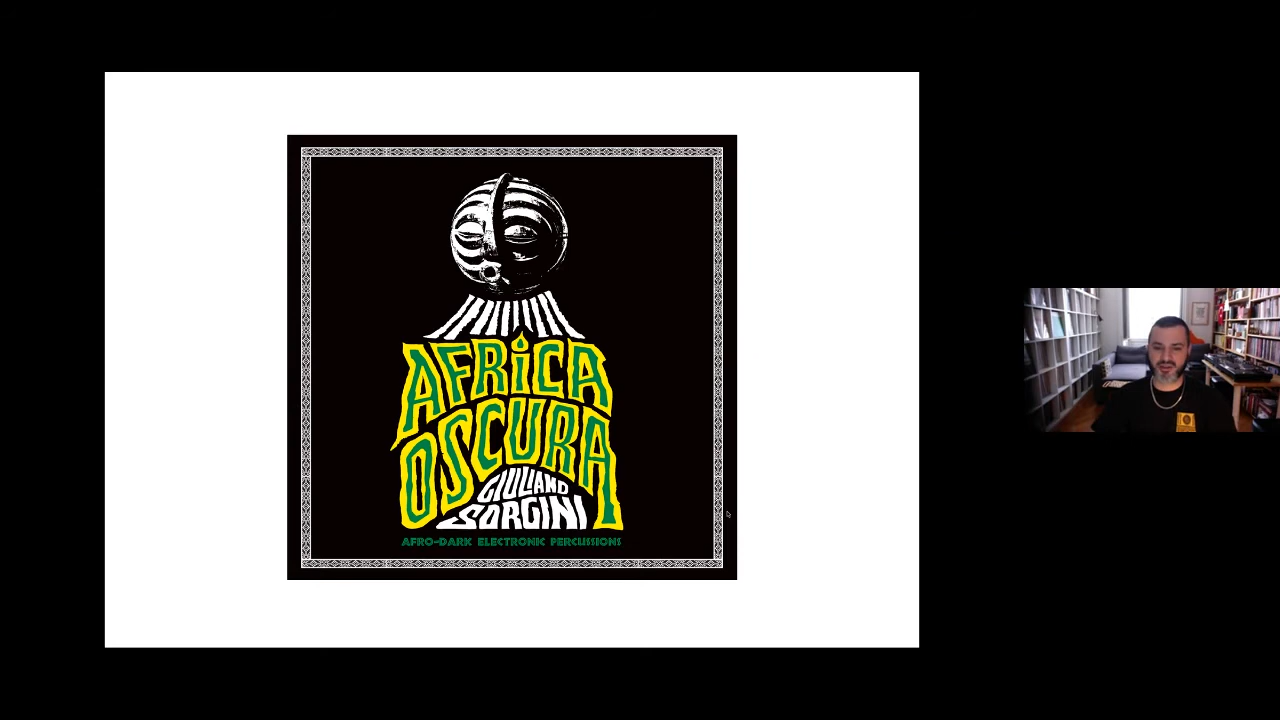 AFRiCA
OSCURA
GIULIANO
SORGINI
AFRO-DARK ELECTRONIC PERCUSSIONS